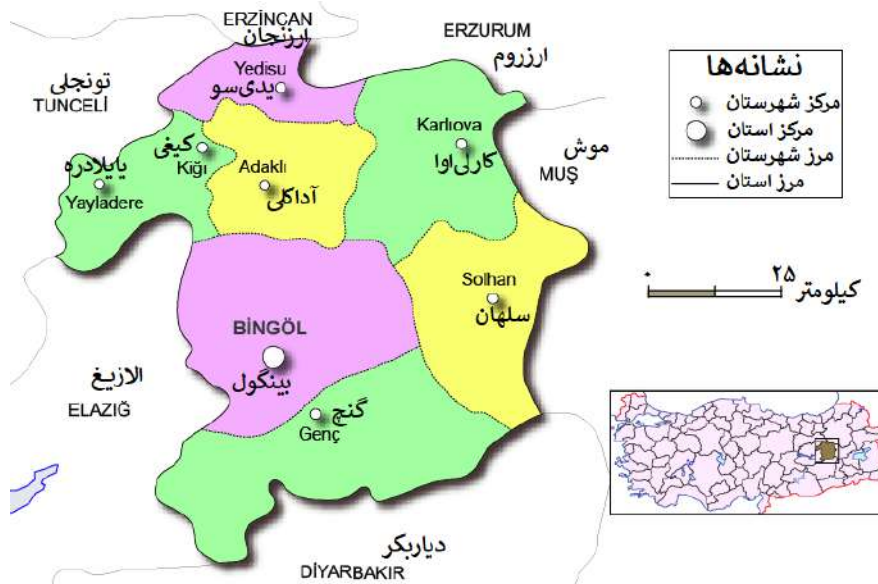 ERZİNCAN
ارزنجان
ERZURUM
ارزروم
تونجلی
TUNCELİ
Yedisu
یدی‌سو
کیغی
Kiğı
یایلادره
Yayladere
Adaklı
آداکلی
Karlıova
کارلی‌اوا
موش
MUŞ
Solhan
سلهان
BİNGÖL
بینگول
الازیغ
ELAZIĞ
گنچ
Genç
دیاربکر
DİYARBAKIR
نشانه‌ها
مرکز شهرستان
مرکز استان
مرز شهرستان
مرز استان
۰ ۲۵
کیلومتر